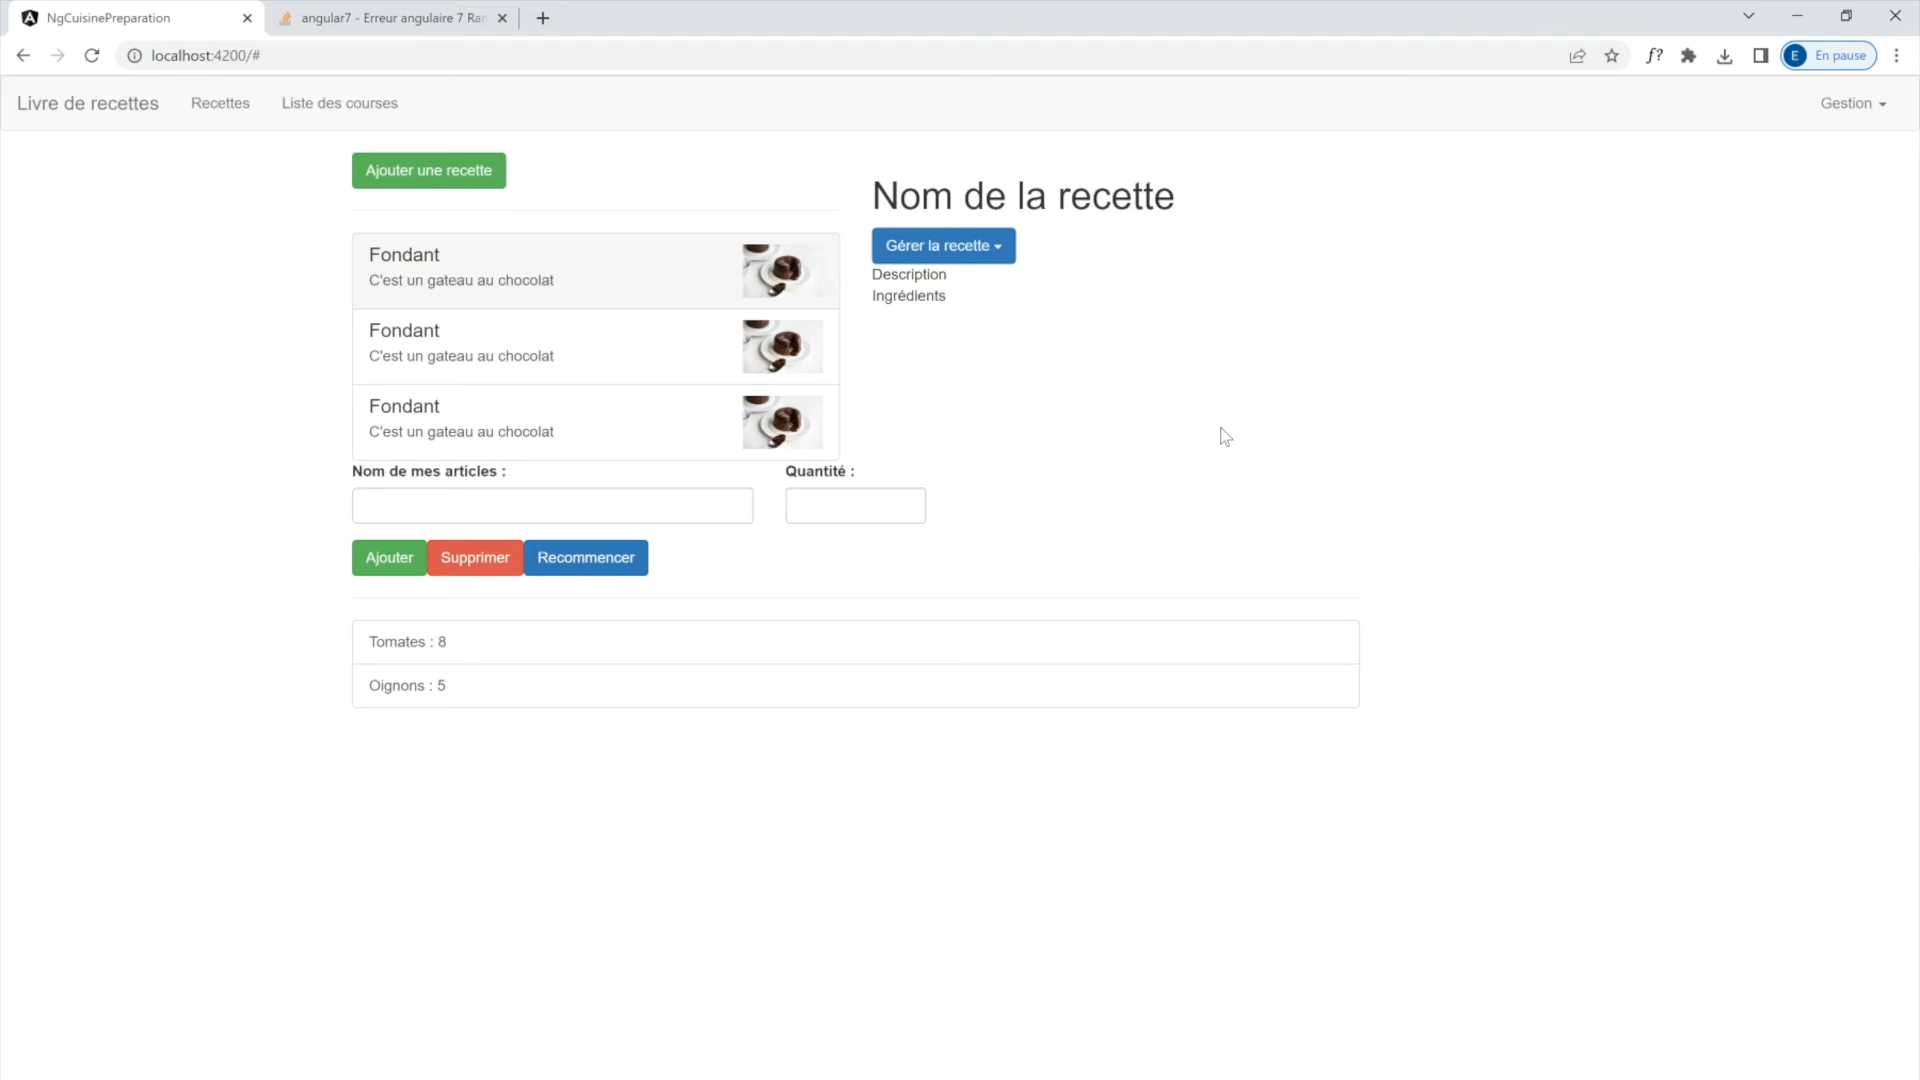 NgCuisinePreparation
angular7 - Erreur angulaire 7 Ran
localhost:4200/#
f?
E En pause
Livre de recettes Recettes Liste des courses Gestion
Ajouter une recette
Nom de la recette
Gérer la recette
Description
Ingrédients
Fondant
C'est un gateau au chocolat
Fondant
C'est un gateau au chocolat
Fondant
C'est un gateau au chocolat
Nom de mes articles : Quantité :
Ajouter Supprimer Recommencer
Tomates : 8
Oignons : 5